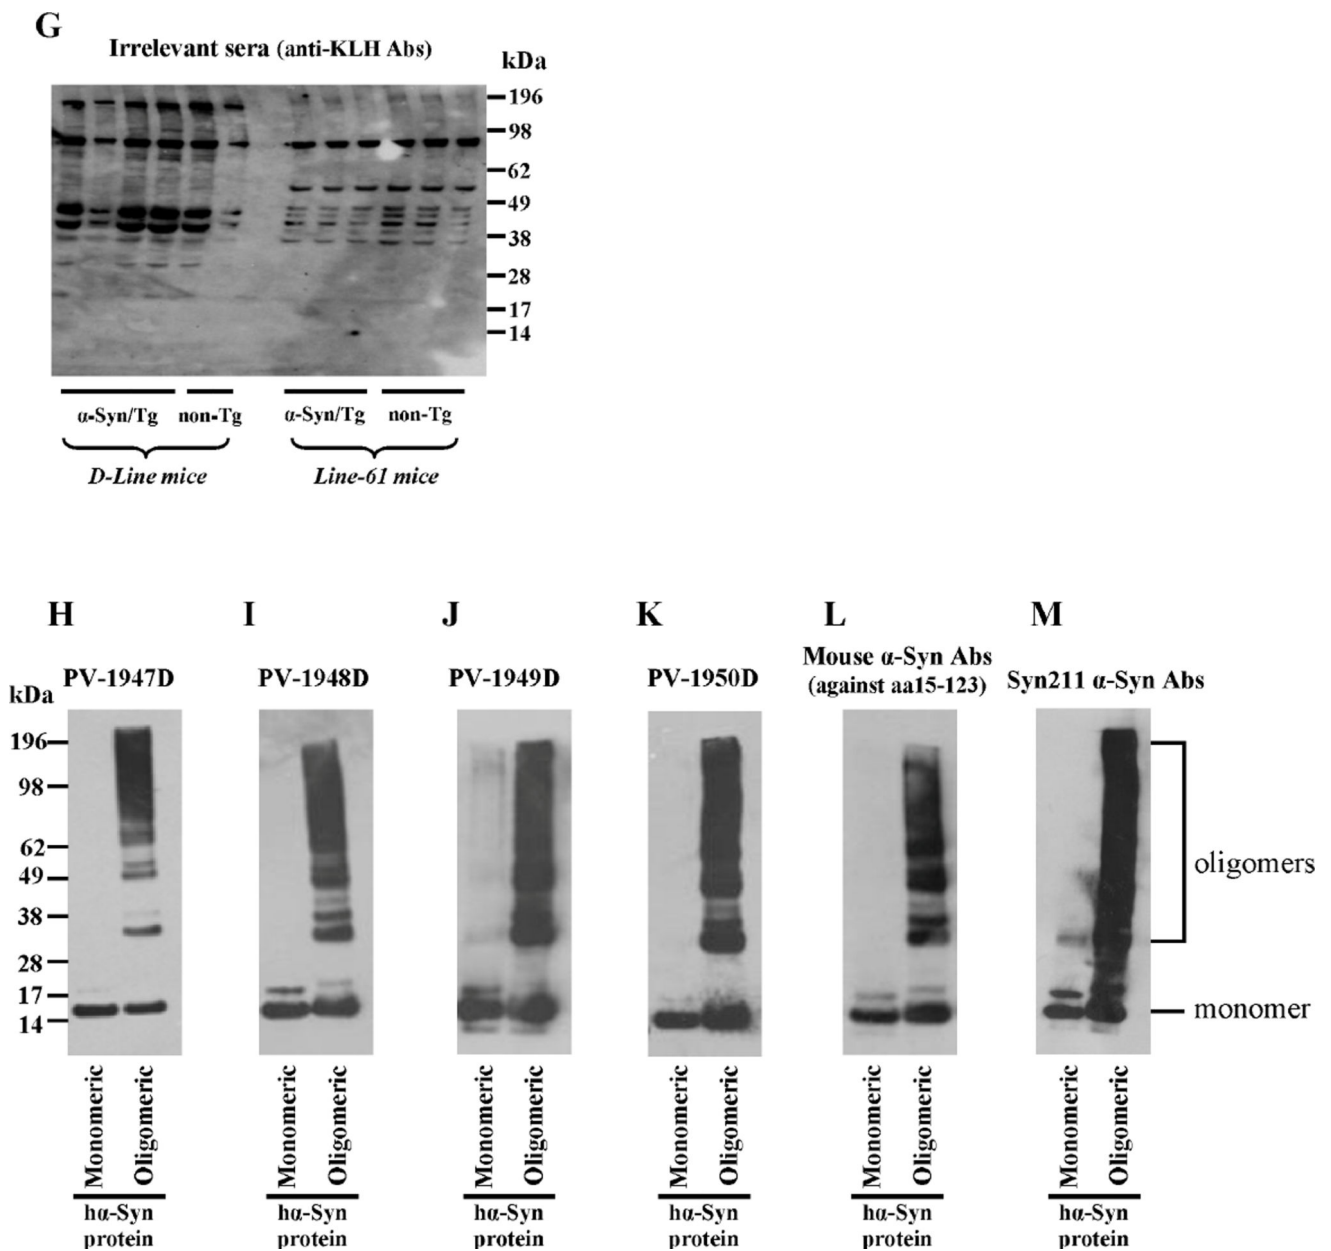 G
Irrelevant sera (anti-KLH Abs)
kDa
196
98
62
49
38
28
17
14
α-Syn/Tg non-Tg α-Syn/Tg non-Tg
D-Line mice Line-61 mice
H I J K L M
PV-1947D PV-1948D PV-1949D PV-1950D Mouse α-Syn Abs
(against aa15-123)
Syn211 α-Syn Abs
kDa
196
98
62
49
38
28
17
14
oligomers
monomer
Monomeric Oligomeric Monomeric Oligomeric Monomeric Oligomeric Monomeric Oligomeric Monomeric Oligomeric Monomeric Oligomeric
hα-Syn hα-Syn hα-Syn hα-Syn hα-Syn hα-Syn
protein protein protein protein protein protein